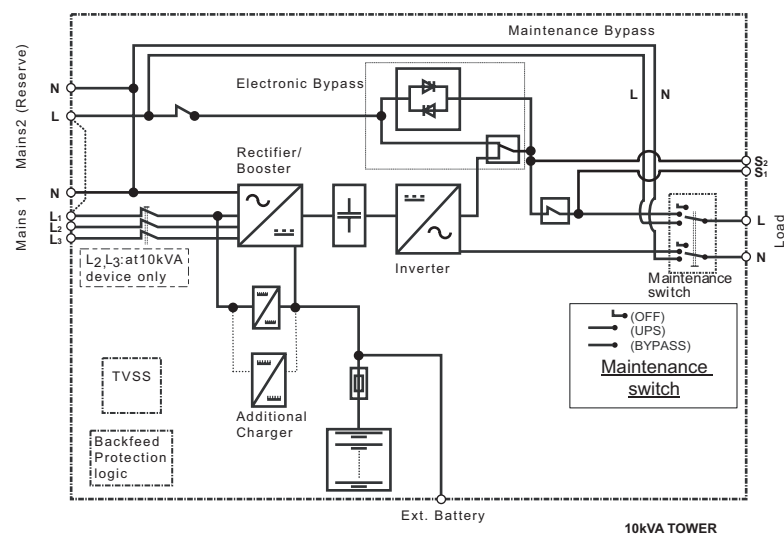 Maintenance Bypass
Mains2 (Reserve)
N
L
Electronic Bypass
L
N
S2
S1
Rectifier/
Booster
Mains 1
N
L1
L2
L3
L2,L3:at10kVA
device only
Inverter
L
N
Load
Maintenance
switch
(OFF)
(UPS)
(BYPASS)
Maintenance
switch
TVSS
Additional
Charger
Backfeed
Protection
logic
Ext. Battery
10kVA TOWER